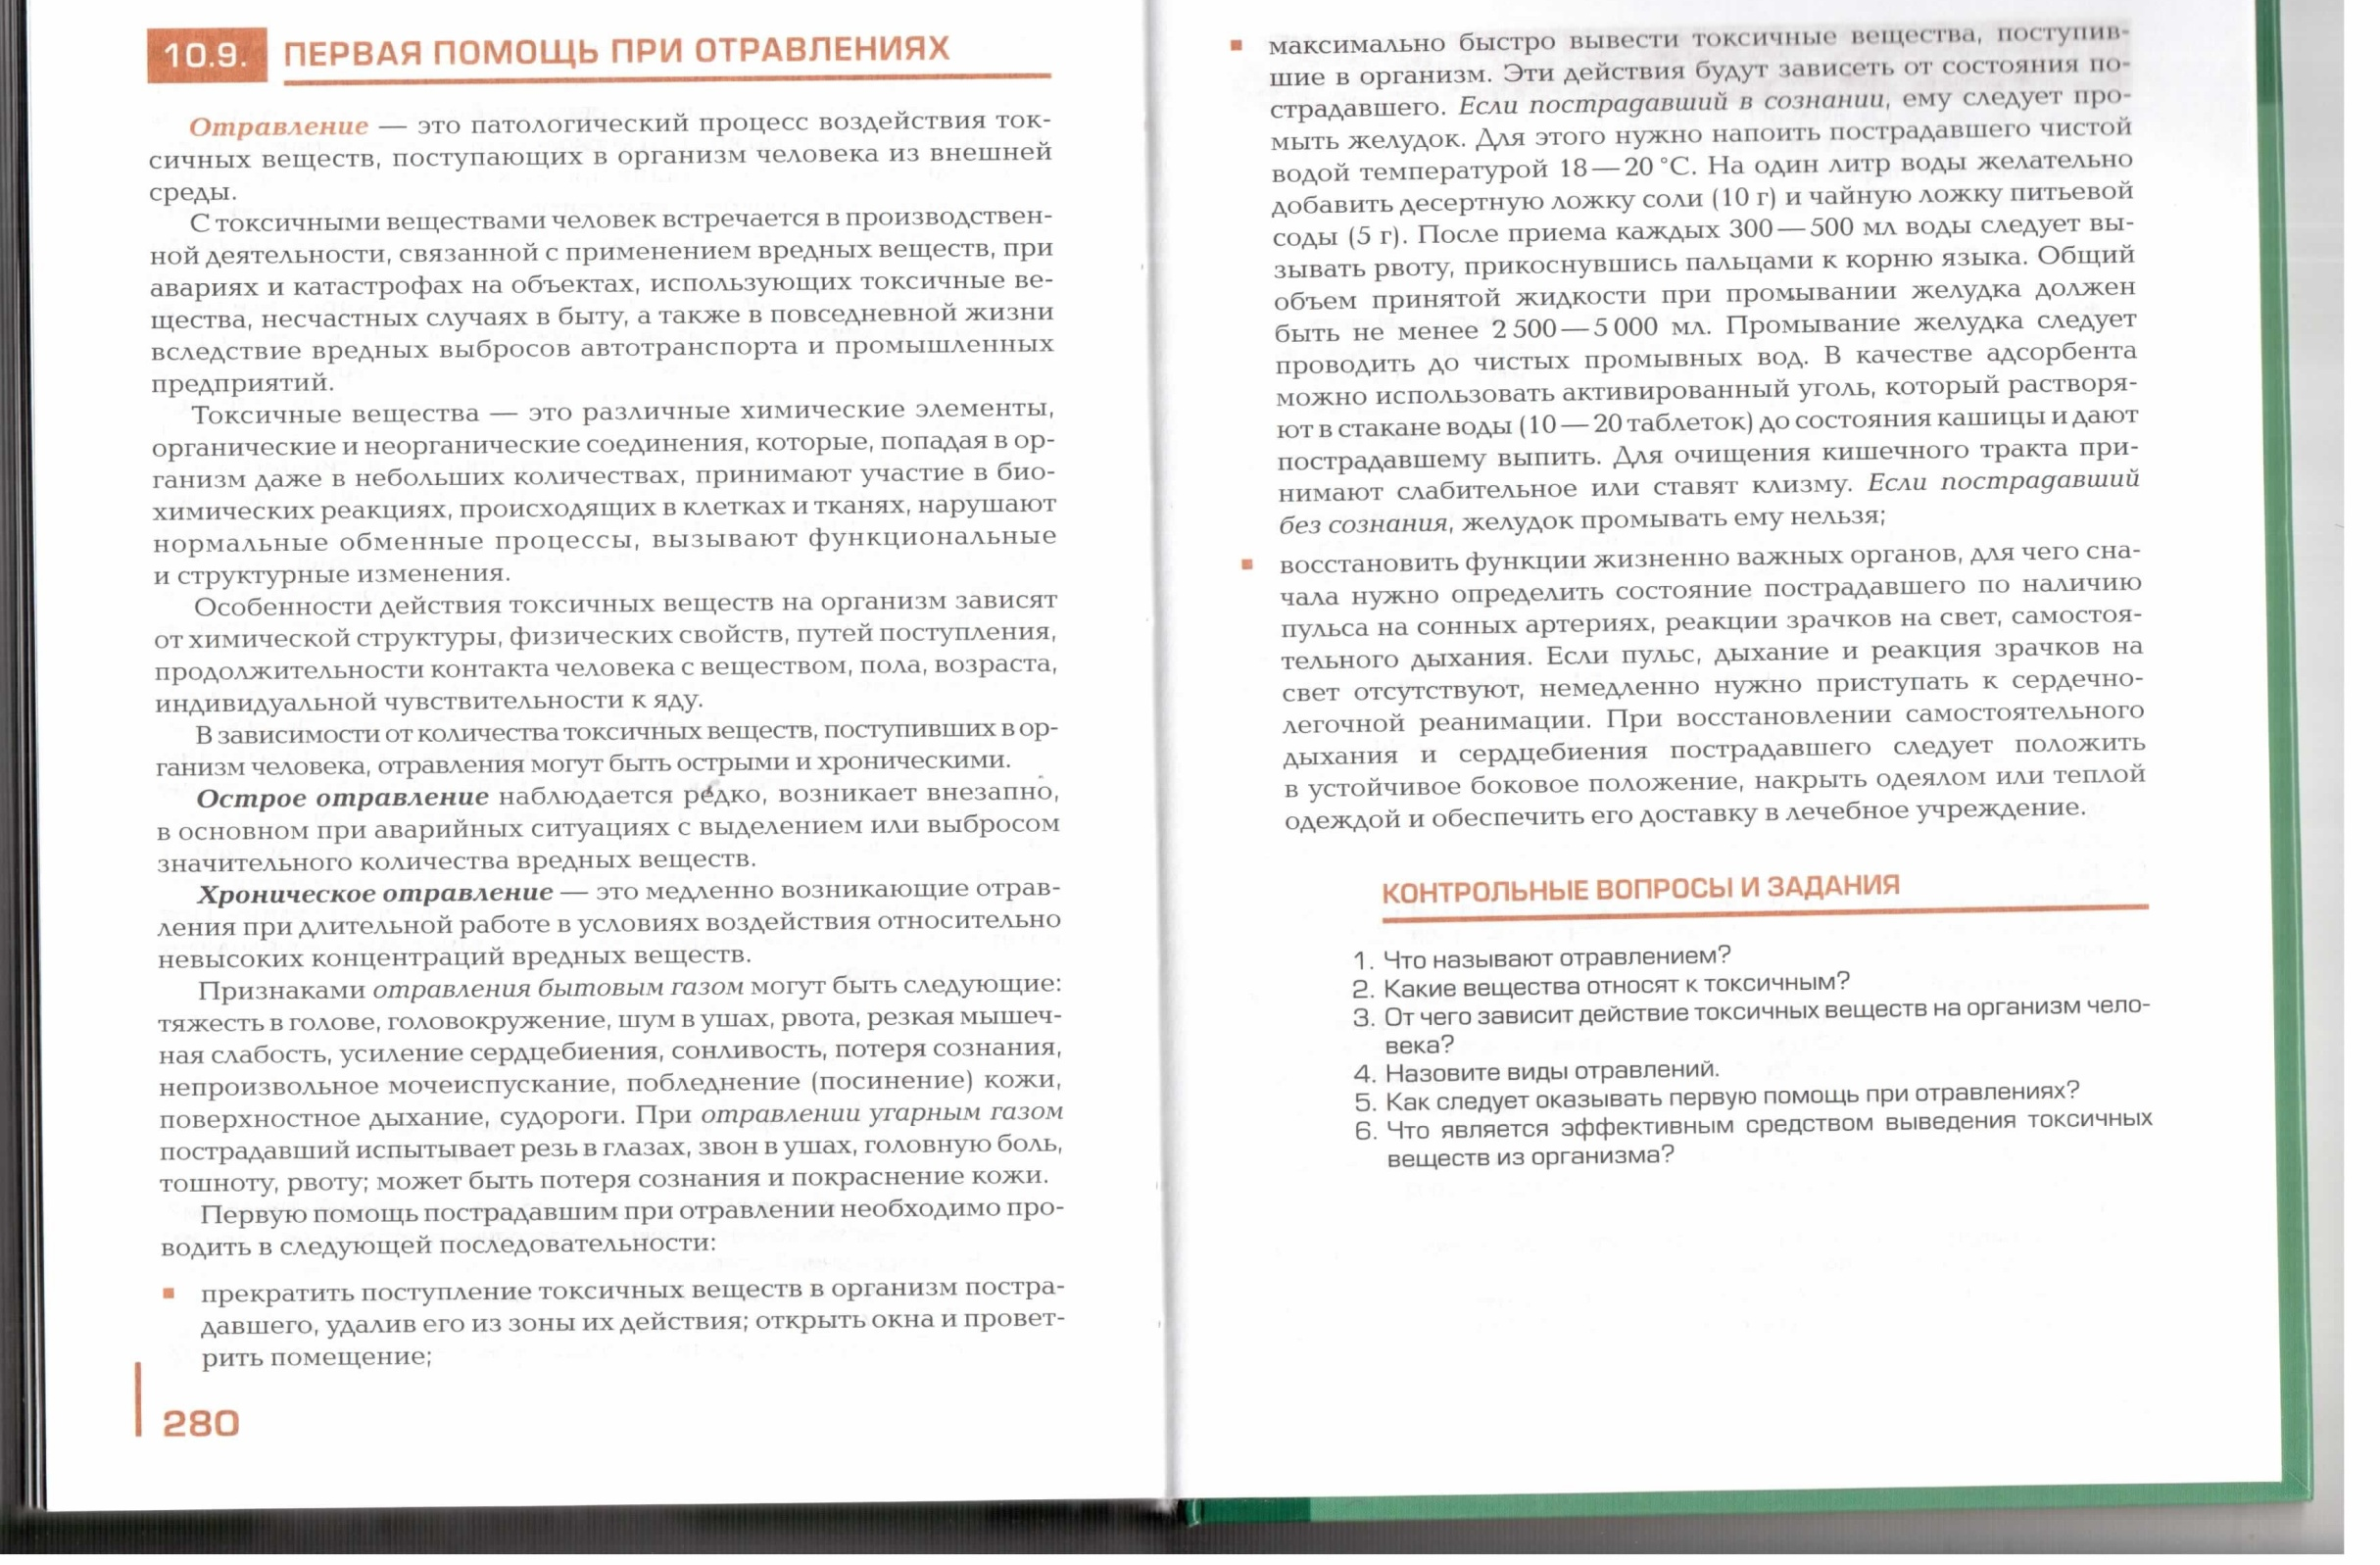 10.9. ПЕРВАЯ ПОМОЩЬ ПРИ ОТРАВЛЕНИЯХ
Отравление — это патологический процесс воздействия ток-
сичных веществ, поступающих в организм человека из внешней
среды.
С токсичными веществами человек встречается в производствен-
ной деятельности, связанной с применением вредных веществ, при
авариях и катастрофах на объектах, использующих токсичные ве-
щества, несчастных случаях в быту, а также в повседневной жизни
вследствие вредных выбросов автотранспорта и промышленных
предприятий.
Токсичные вещества — это различные химические элементы,
органические и неорганические соединения, которые, попадая в ор-
ганизм даже в небольших количествах, принимают участие в био-
химических реакциях, происходящих в клетках и тканях, нарушают
нормальные обменные процессы, вызывают функциональные
и структурные изменения.
Особенности действия токсичных веществ на организм зависят
от химической структуры, физических свойств, путей поступления,
продолжительности контакта человека с веществом, пола, возраста,
индивидуальной чувствительности к яду.
В зависимости от количества токсичных веществ, поступивших в ор-
ганизм человека, отравления могут быть острыми и хроническими.
Острое отравление наблюдается редко, возникает внезапно,
в основном при аварийных ситуациях с выделением или выбросом
значительного количества вредных веществ.
Хроническое отравление — это медленно возникающие отрав-
ления при длительной работе в условиях воздействия относительно
невысоких концентраций вредных веществ.
Признаками отравления бытовым газом могут быть следующие:
тяжесть в голове, головокружение, шум в ушах, рвота, резкая мышеч-
ная слабость, усиление сердцебиения, сонливость, потеря сознания,
непроизвольное мочеиспускание, побледнение (посинение) кожи,
поверхностное дыхание, судороги. При отравлении угарным газом
пострадавший испытывает резь в глазах, звон в ушах, головную боль,
тошноту, рвоту; может быть потеря сознания и покраснение кожи.
Первую помощь пострадавшим при отравлении необходимо про-
водить в следующей последовательности:
▪ прекратить поступление токсичных веществ в организм постра-
давшего, удалив его из зоны их действия; открыть окна и провет-
рить помещение;
280
▪ максимально быстро вывести токсичные вещества, поступив-
шие в организм. Эти действия будут зависеть от состояния по-
страдавшего. Если пострадавший в сознании, ему следует про-
мыть желудок. Для этого нужно напоить пострадавшего чистой
водой температурой 18 — 20 °С. На один литр воды желательно
добавить десертную ложку соли (10 г) и чайную ложку питьевой
соды (5 г). После приема каждых 300 — 500 мл воды следует вы-
зывать рвоту, прикоснувшись пальцами к корню языка. Общий
объем принятой жидкости при промывании желудка должен
быть не менее 2 500 — 5 000 мл. Промывание желудка следует
проводить до чистых промывных вод. В качестве адсорбента
можно использовать активированный уголь, который растворя-
ют в стакане воды (10 — 20 таблеток) до состояния кашицы и дают
пострадавшему выпить. Для очищения кишечного тракта при-
нимают слабительное или ставят клизму. Если пострадавший
без сознания, желудок промывать ему нельзя;
▪ восстановить функции жизненно важных органов, для чего сна-
чала нужно определить состояние пострадавшего по наличию
пульса на сонных артериях, реакции зрачков на свет, самостоя-
тельного дыхания. Если пульс, дыхание и реакция зрачков на
свет отсутствуют, немедленно нужно приступать к сердечно-
легочной реанимации. При восстановлении самостоятельного
дыхания и сердцебиения пострадавшего следует положить
в устойчивое боковое положение, накрыть одеялом или теплой
одеждой и обеспечить его доставку в лечебное учреждение.
КОНТРОЛЬНЫЕ ВОПРОСЫ И ЗАДАНИЯ
1. Что называют отравлением?
2. Какие вещества относят к токсичным?
3. От чего зависит действие токсичных веществ на организм чело-
века?
4. Назовите виды отравлений.
5. Как следует оказывать первую помощь при отравлениях?
6. Что является эффективным средством выведения токсичных
веществ из организма?